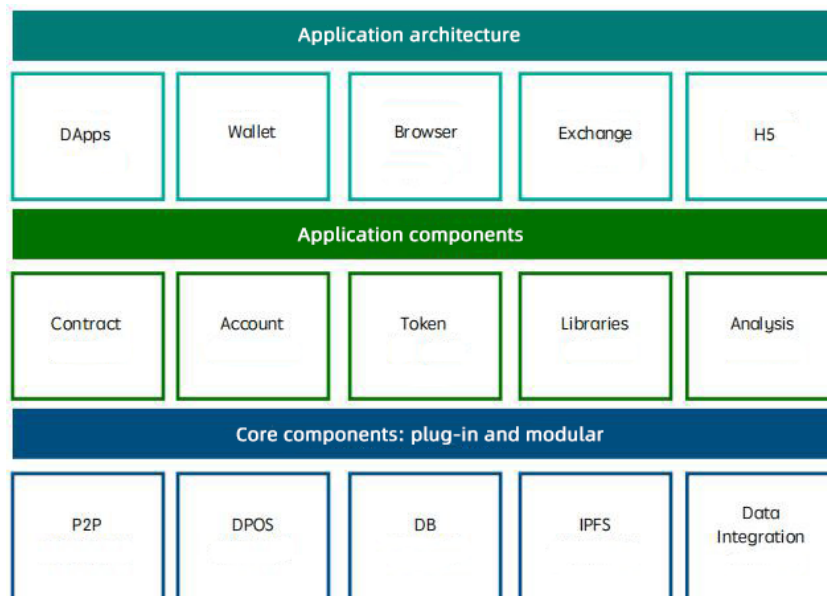 Application architecture
DApps
Wallet
Browser
Exchange
H5
Application components
Contract
Account
Token
Libraries
Analysis
Core components: plug-in and modular
P2P
DPOS
DB
IPFS
Data
Integration